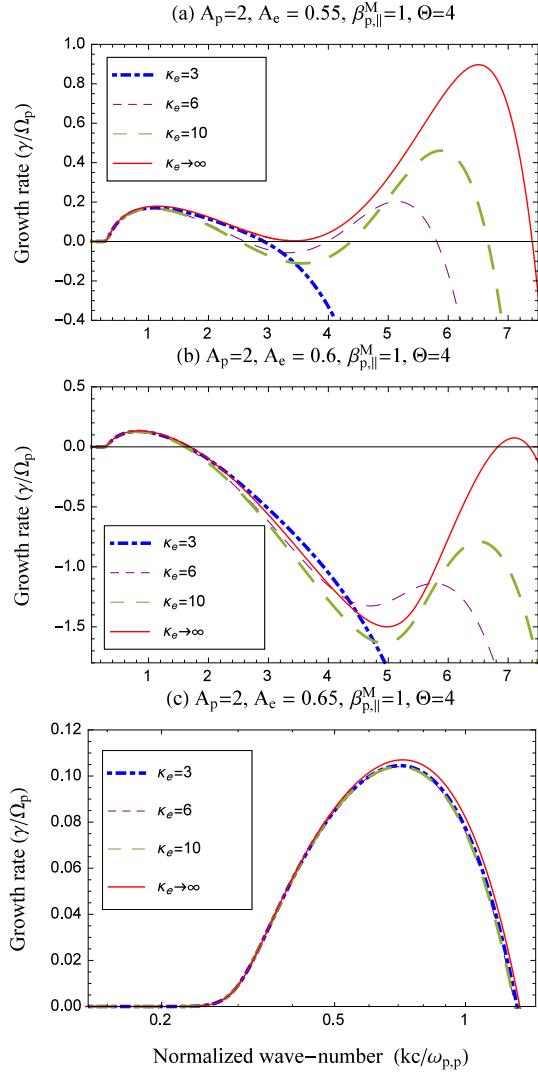 (a) A_p=2, A_e = 0.55, β^M_p,∥=1, Θ=4
Growth rate (γ/Ω_p)
1.0
0.8
0.6
0.4
0.2
0.0
−0.2
−0.4
κ_e=3
κ_e=6
κ_e=10
κ_e→∞
1 2 3 4 5 6 7
(b) A_p=2, A_e = 0.6, β^M_p,∥=1, Θ=4
Growth rate (γ/Ω_p)
0.5
0.0
−0.5
−1.0
−1.5
κ_e=3
κ_e=6
κ_e=10
κ_e→∞
1 2 3 4 5 6 7
(c) A_p=2, A_e = 0.65, β^M_p,∥=1, Θ=4
Growth rate (γ/Ω_p)
0.12
0.10
0.08
0.06
0.04
0.02
0.00
κ_e=3
κ_e=6
κ_e=10
κ_e→∞
0.2 0.5 1
Normalized wave−number (kc/ω_p,p)